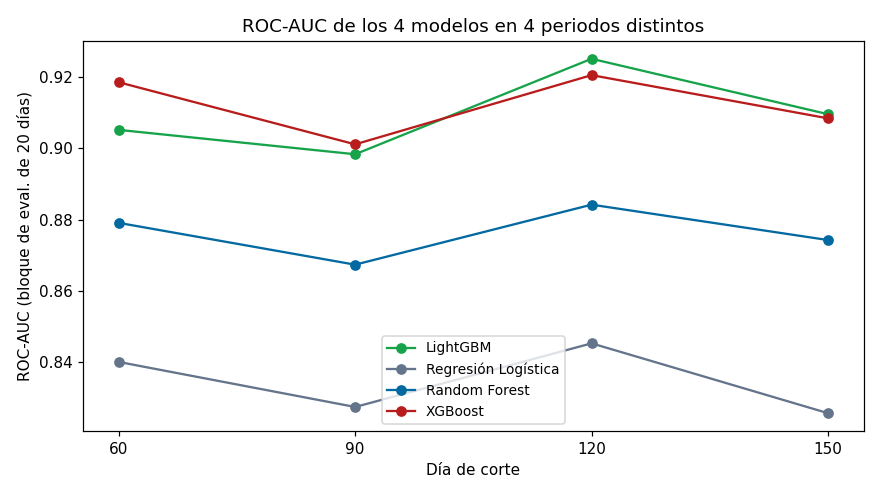 ROC-AUC de los 4 modelos en 4 periodos distintos
ROC-AUC (bloque de eval. de 20 días)
0.92
0.90
0.88
0.86
0.84
LightGBM
Regresión Logística
Random Forest
XGBoost
60 90 120 150
Día de corte